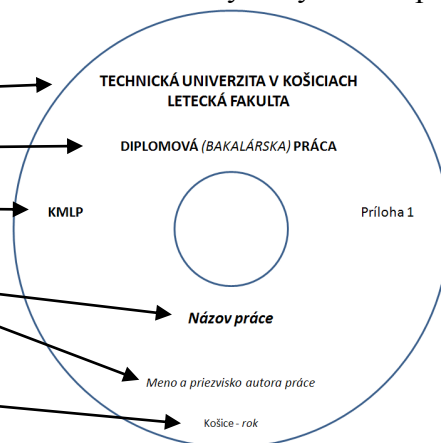 TECHNICKÁ UNIVERZITA V KOŠICIACH
LETECKÁ FAKULTA
DIPLOMOVÁ (BAKALÁRSKA) PRÁCA
KMLP
Príloha 1
Názov práce
Meno a priezvisko autora práce
Košice - rok